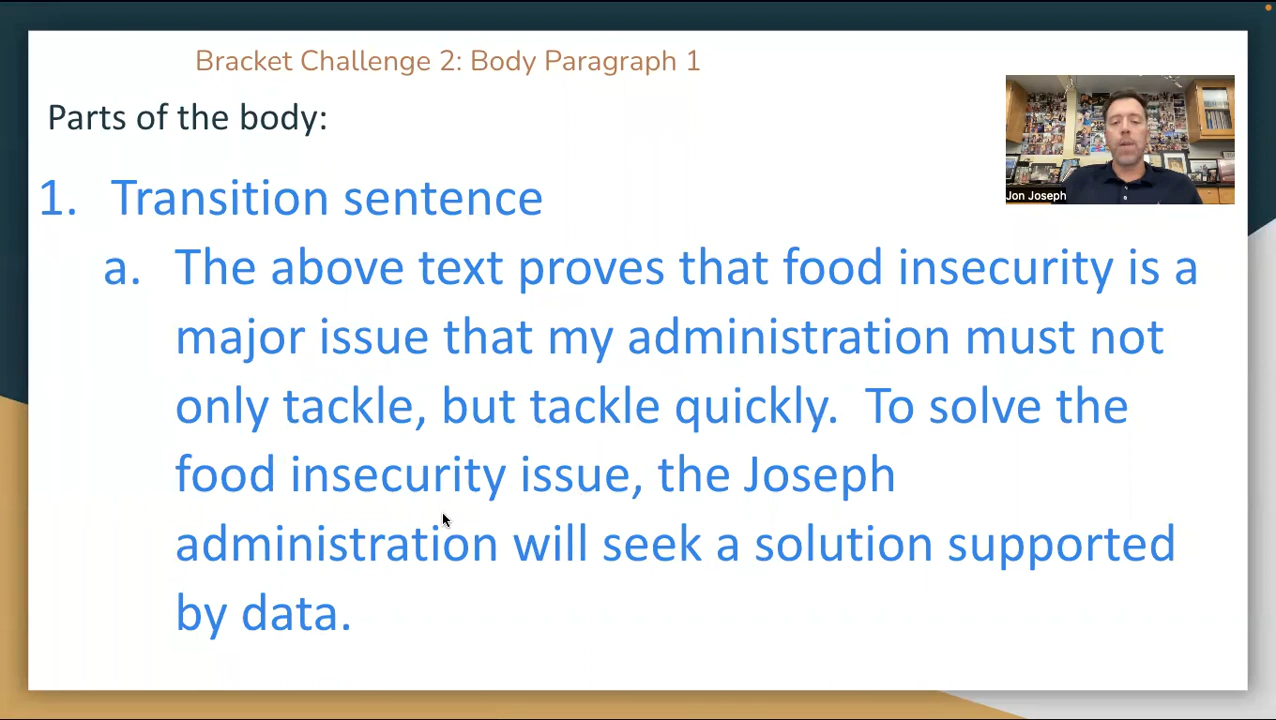 Bracket Challenge 2: Body Paragraph 1
Parts of the body:
Jon Joseph
1. Transition sentence
a. The above text proves that food insecurity is a
major issue that my administration must not
only tackle, but tackle quickly. To solve the
food insecurity issue, the Joseph
administration will seek a solution supported
by data.